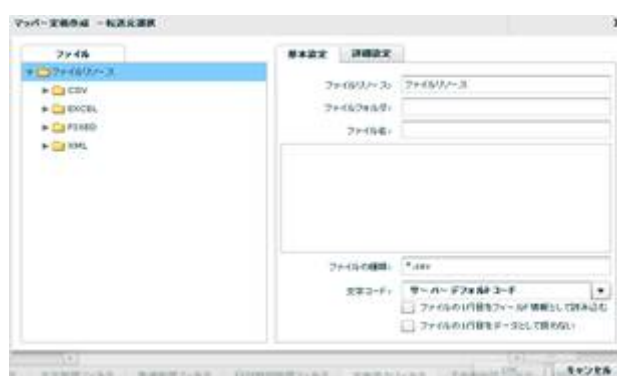 マッパー定義作成 -転送元選択
ファイル
ファイルリソース
CSV
EXCEL
FIXED
XML
基本設定 詳細設定
ファイルリソース: ファイルリソース
ファイルフォルダ:
ファイル名:
ファイルの種類: *.csv
文字コード: サーバーデフォルトコード
ファイルの1行目をフィールド情報として読み込む
ファイルの1行目をデータとして扱わない
キャンセル